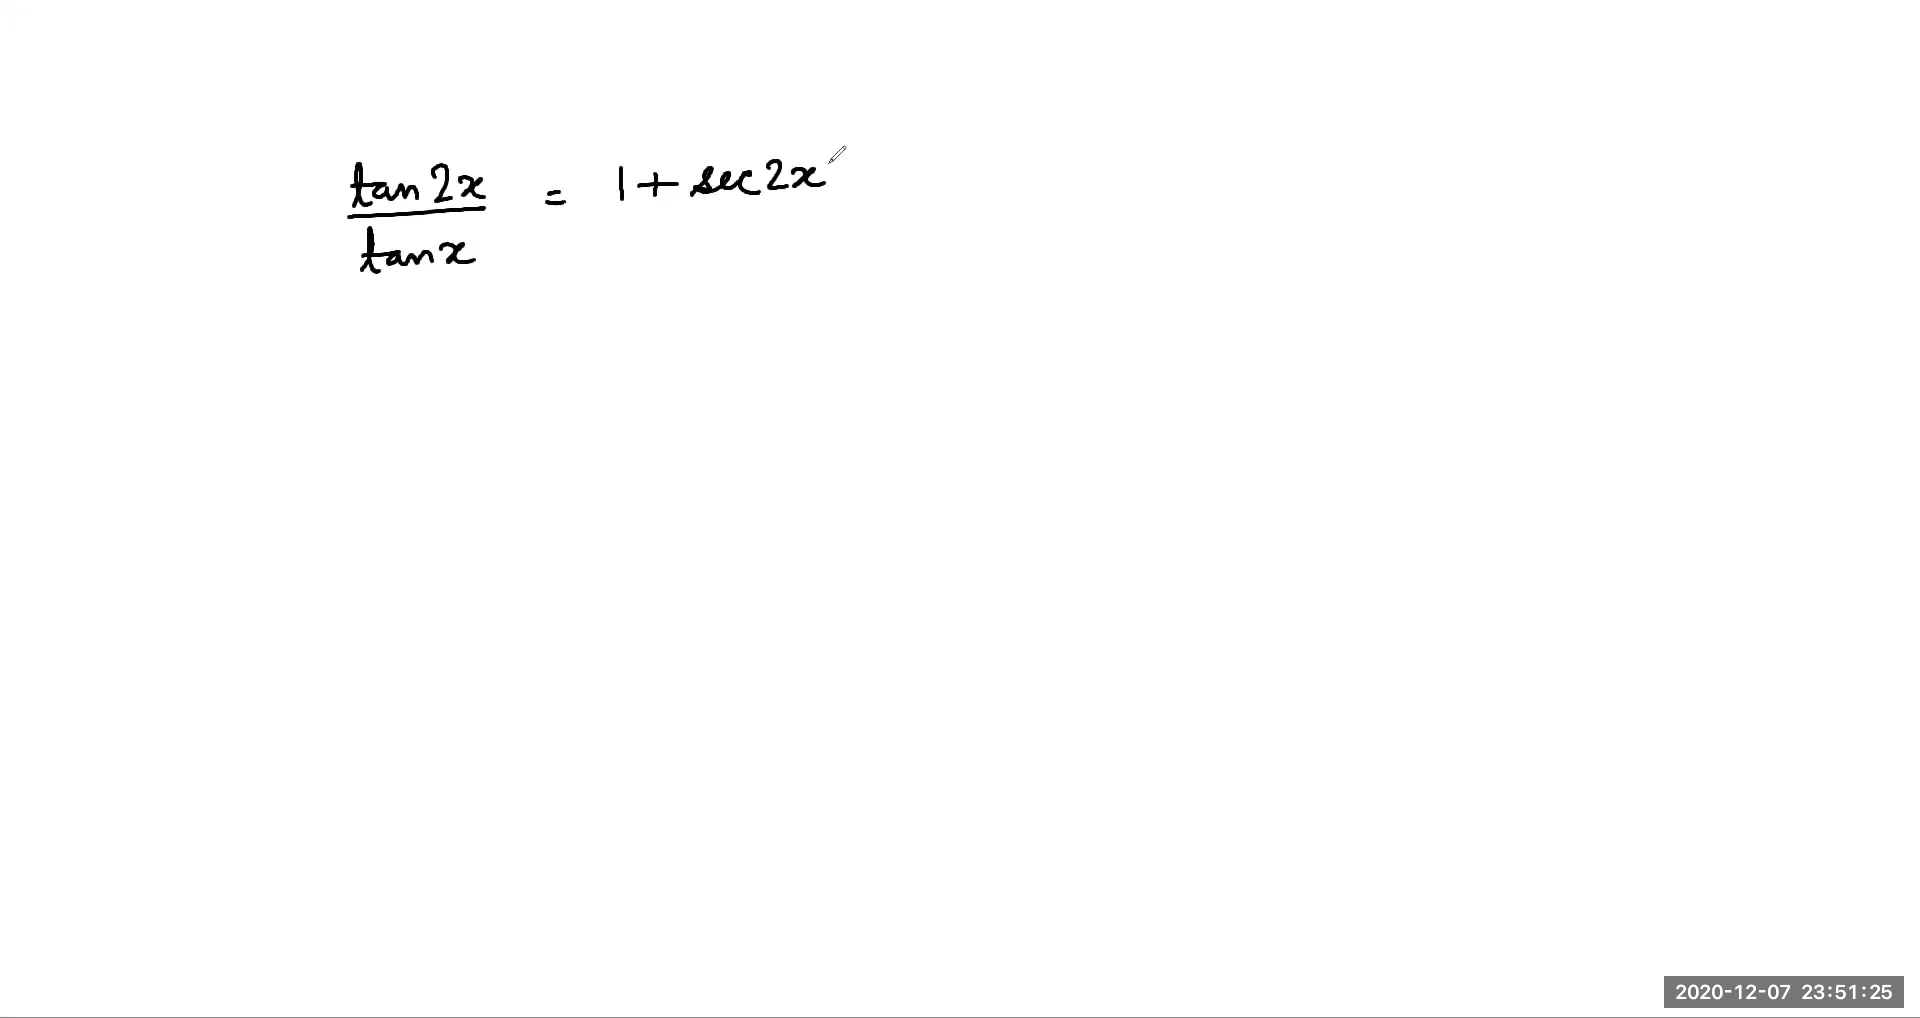 tan 2x / tan x = 1 + sec 2x
2020-12-07 23:51:25